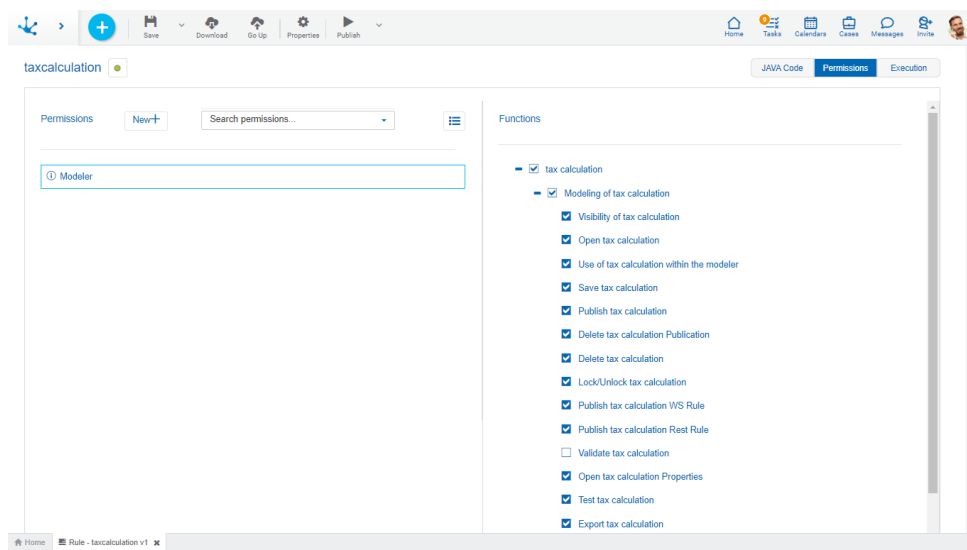 Save
Download
Go Up
Properties
Publish
Home
9
Tasks
Calendars
Cases
Messages
Invite
taxcalculation
JAVA Code
Permissions
Execution
Permissions
New+
Search permissions...
Functions
Modeler
tax calculation
Modeling of tax calculation
Visibility of tax calculation
Open tax calculation
Use of tax calculation within the modeler
Save tax calculation
Publish tax calculation
Delete tax calculation Publication
Delete tax calculation
Lock/Unlock tax calculation
Publish tax calculation WS Rule
Publish tax calculation Rest Rule
Validate tax calculation
Open tax calculation Properties
Test tax calculation
Export tax calculation
Home
Rule - taxcalculation v1